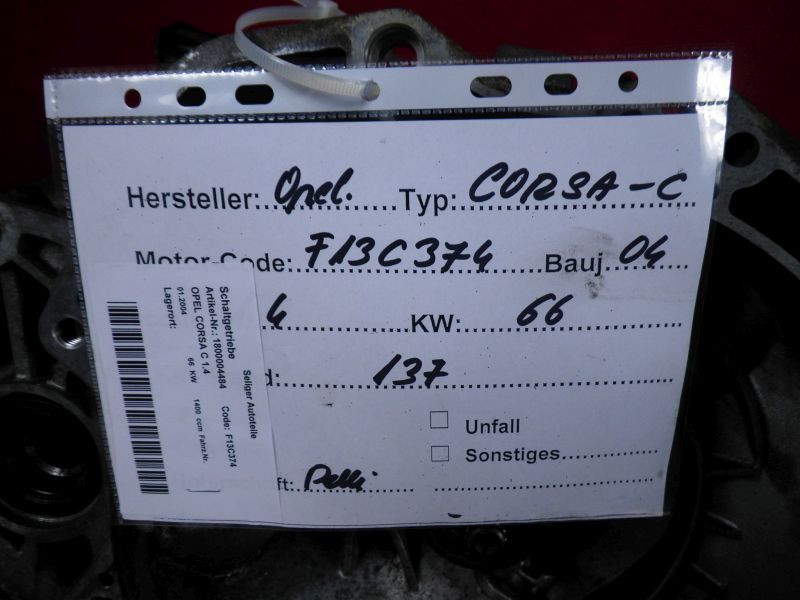 Hersteller: Opel. Typ: CORSA-C
Motor-Code: F13C374 Bauj. 04
4 KW: 66
d: 137
Unfall
Sonstiges
ft:
Seliger Autoteile
Schaltgetriebe
Artikel-Nr.: 1800004484 Code: F13C374
OPEL CORSA C 1.4
66 KW 1400 ccm Fahrz.Nr.
01.2004
Lagerort: